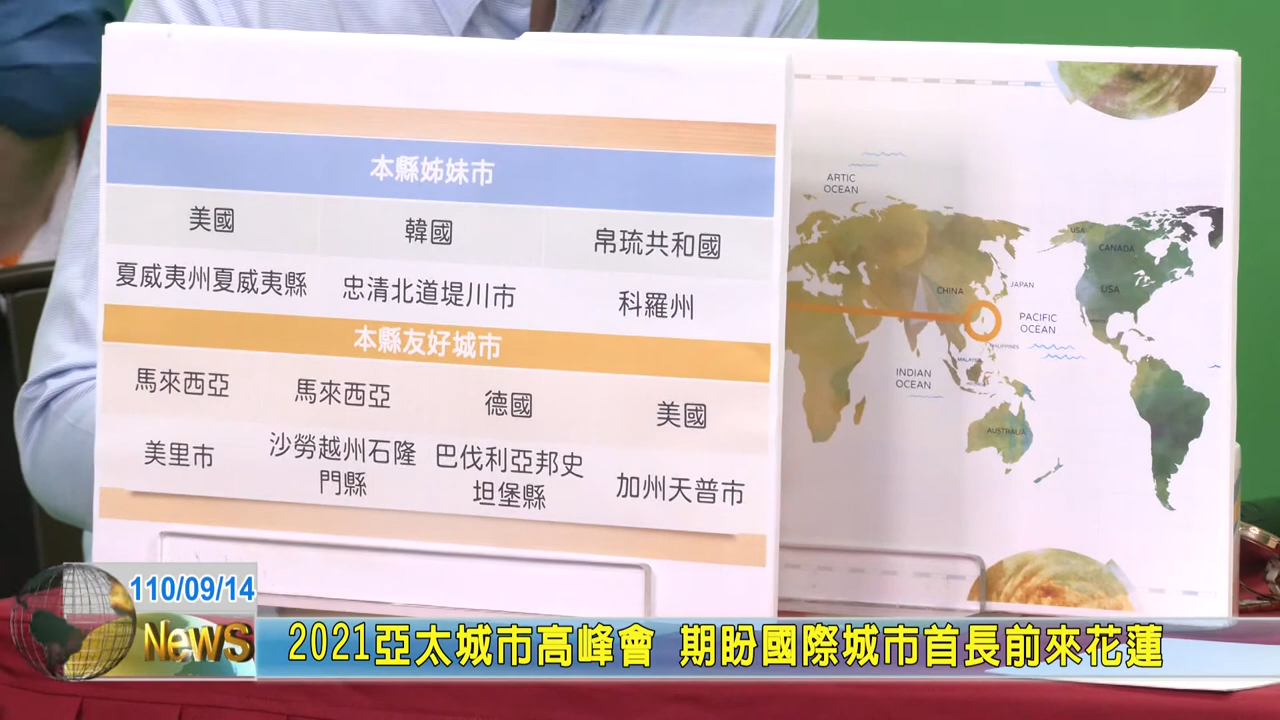 本縣姊妹市
美國 韓國 帛琉共和國
夏威夷州夏威夷縣 忠清北道堤川市 科羅州
本縣友好城市
馬來西亞 馬來西亞 德國 美國
美里市 沙勞越州石隆門縣 巴伐利亞邦史坦堡縣 加州天普市
ARTIC
OCEAN
USA
CANADA
USA
CHINA
JAPAN
PACIFIC
OCEAN
INDIAN
OCEAN
AUSTRALIA
110/09/14
NEWS
2021亞太城市高峰會 期盼國際城市首長前來花蓮